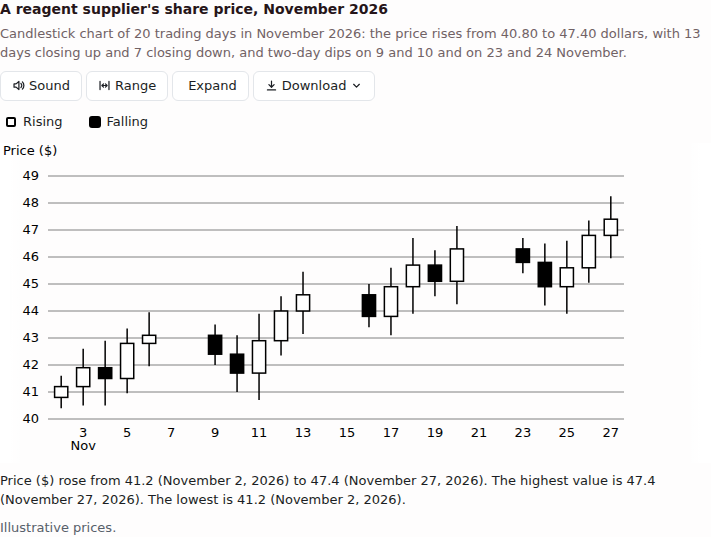 A reagent supplier's share price, November 2026
Candlestick chart of 20 trading days in November 2026: the price rises from 40.80 to 47.40 dollars, with 13
days closing up and 7 closing down, and two-day dips on 9 and 10 and on 23 and 24 November.
Sound Range Expand Download
Rising Falling
Price ($)
49
48
47
46
45
44
43
42
41
40
3 5 7 9 11 13 15 17 19 21 23 25 27
Nov
Price ($) rose from 41.2 (November 2, 2026) to 47.4 (November 27, 2026). The highest value is 47.4
(November 27, 2026). The lowest is 41.2 (November 2, 2026).
Illustrative prices.